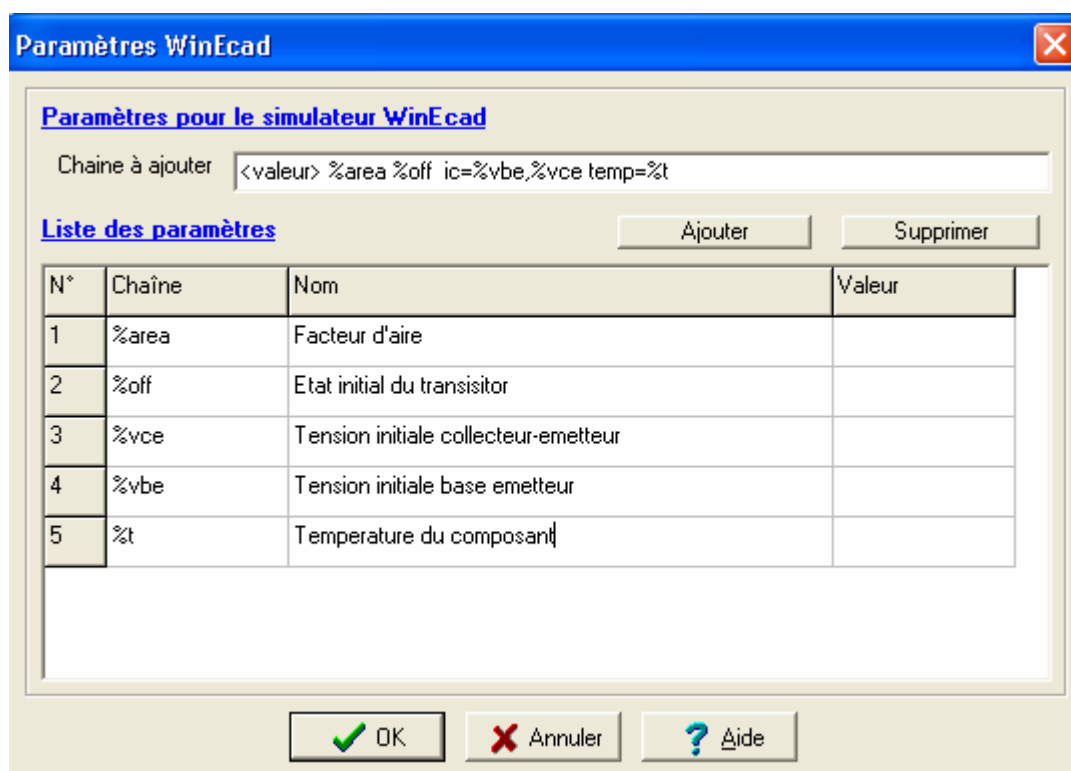 Paramètres WinEcad
Paramètres pour le simulateur WinEcad
Chaine à ajouter <valeur> %area %off ic=%vbe,%vce temp=%t
Liste des paramètres Ajouter Supprimer
N° Chaîne Nom Valeur
1 %area Facteur d'aire
2 %off Etat initial du transisitor
3 %vce Tension initiale collecteur-emetteur
4 %vbe Tension initiale base emetteur
5 %t Temperature du composant
OK Annuler ? Aide